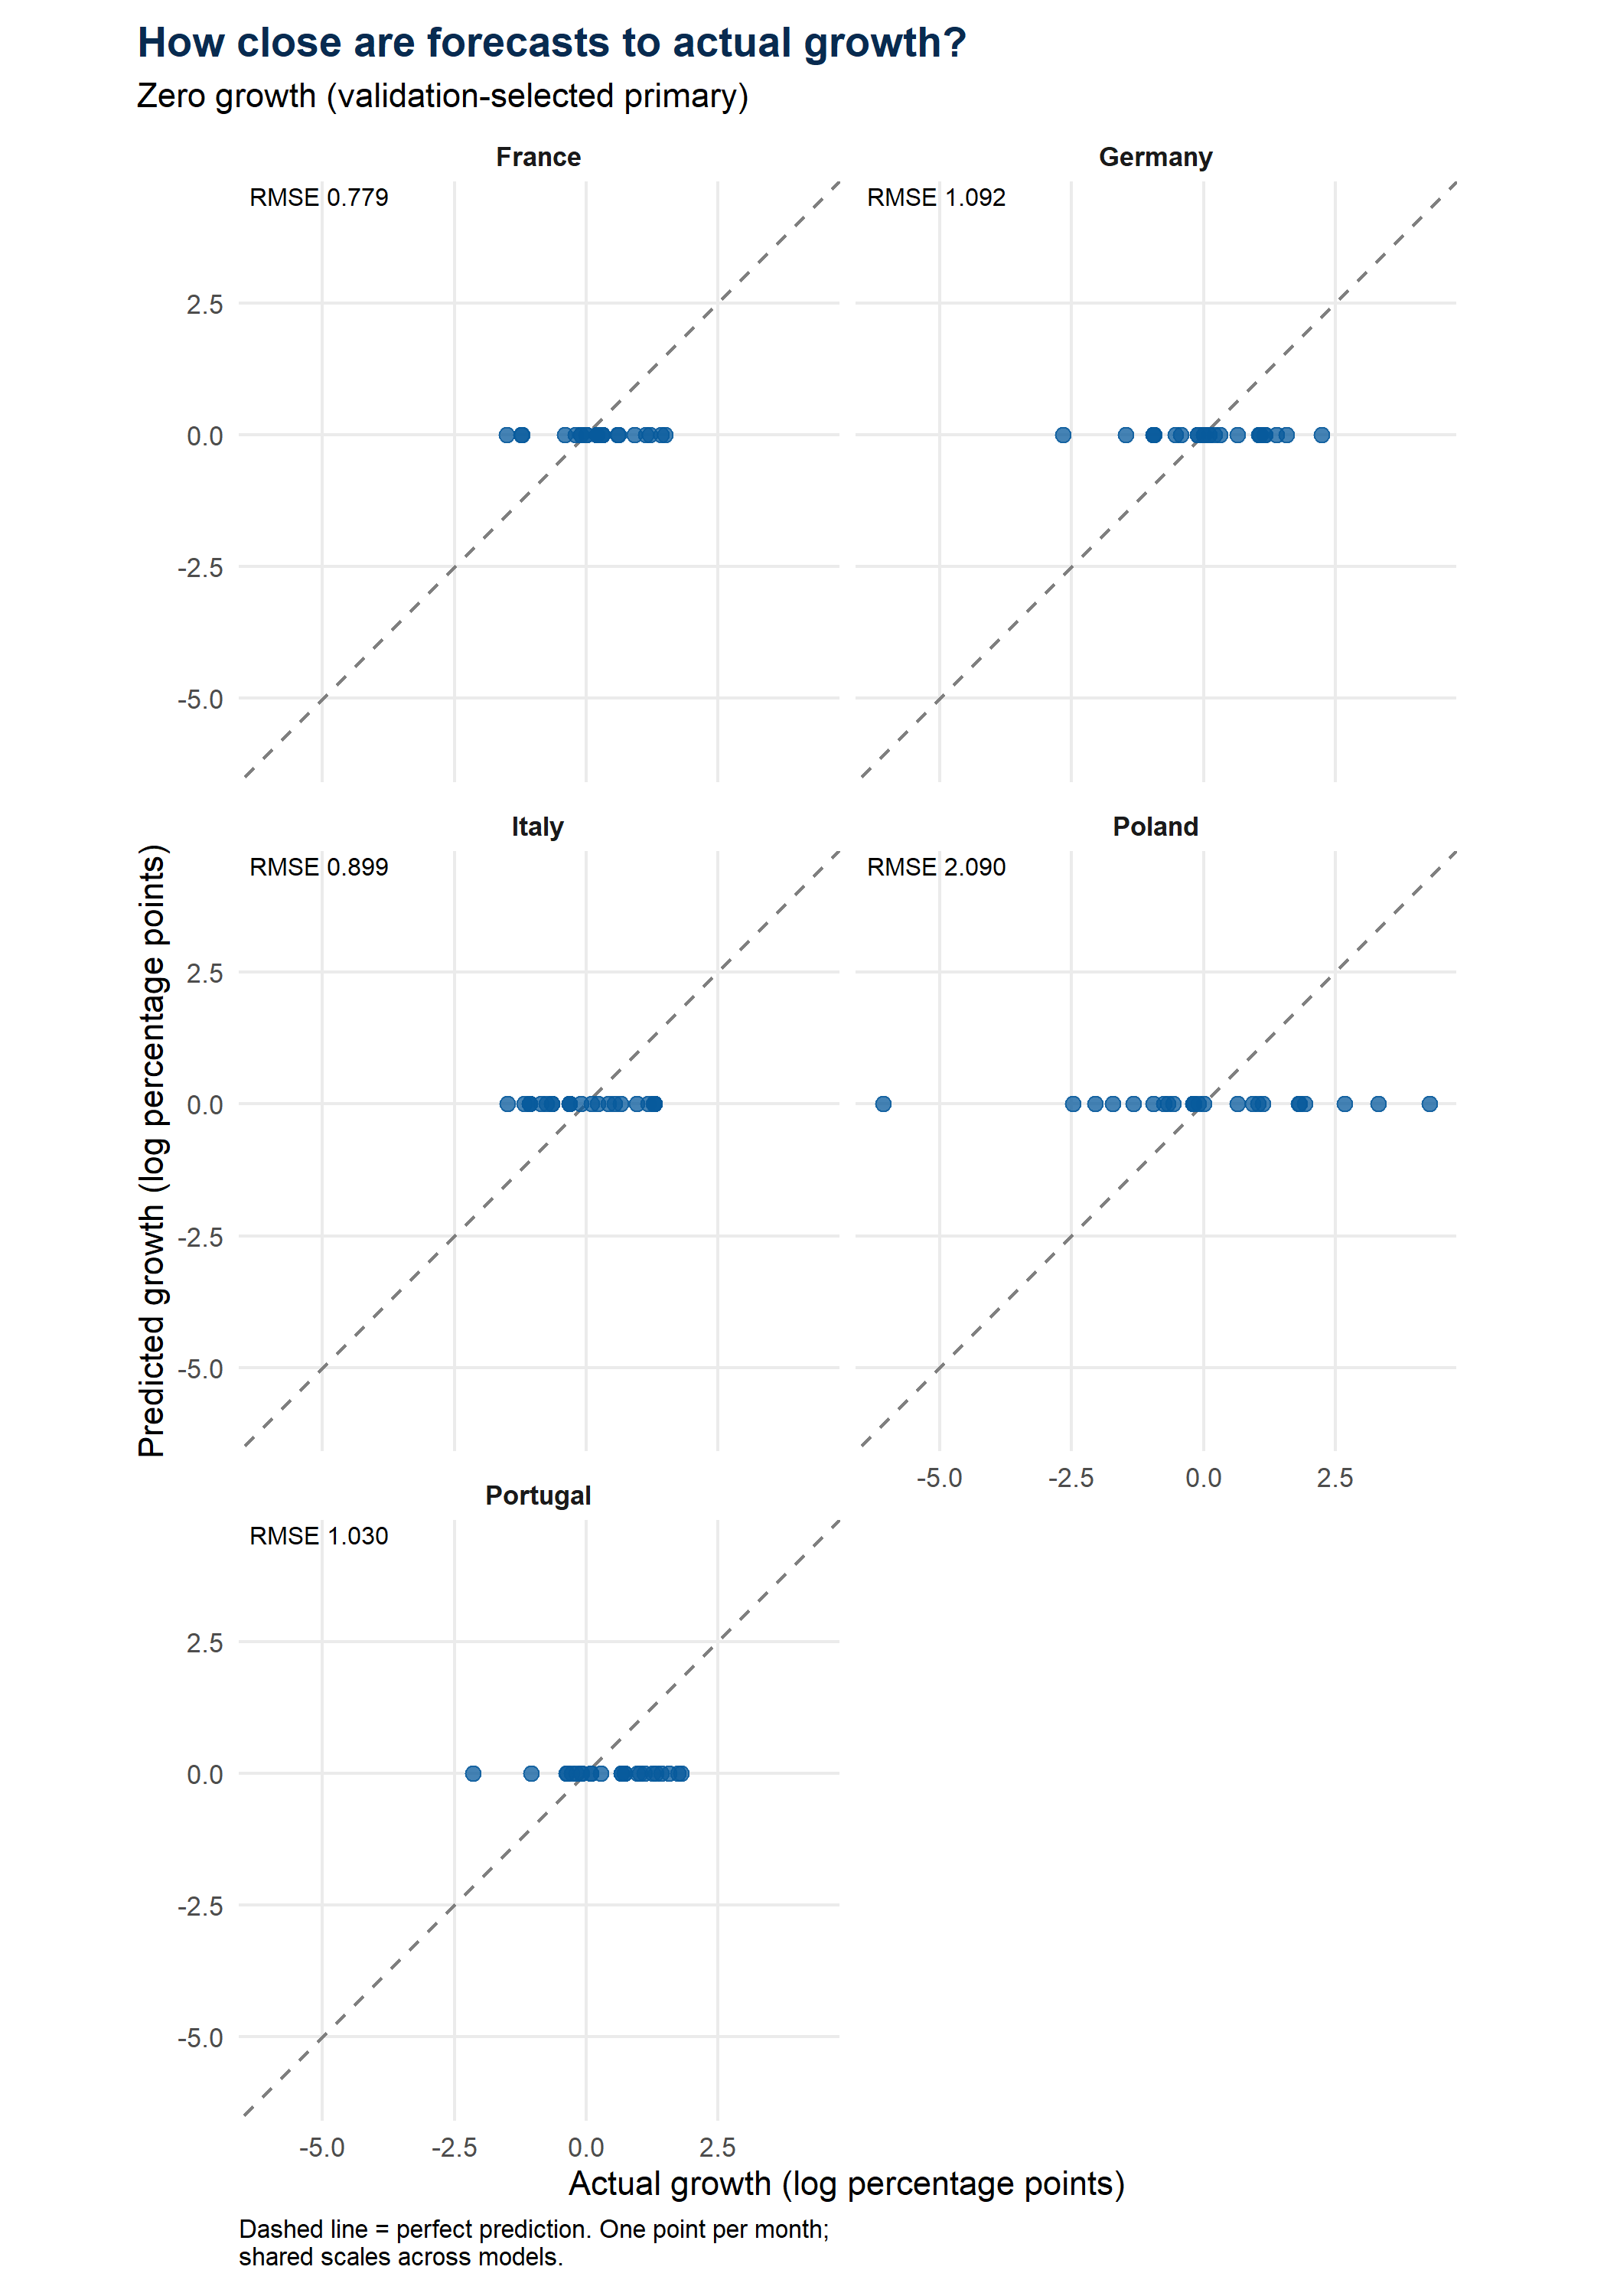 How close are forecasts to actual growth?
Zero growth (validation-selected primary)
France
Germany
RMSE 0.779
RMSE 1.092
2.5
0.0
-2.5
-5.0
Italy
Poland
RMSE 0.899
RMSE 2.090
2.5
0.0
-2.5
-5.0
Predicted growth (log percentage points)
-5.0 -2.5 0.0 2.5
Portugal
RMSE 1.030
2.5
0.0
-2.5
-5.0
-5.0 -2.5 0.0 2.5
Actual growth (log percentage points)
Dashed line = perfect prediction. One point per month;
shared scales across models.